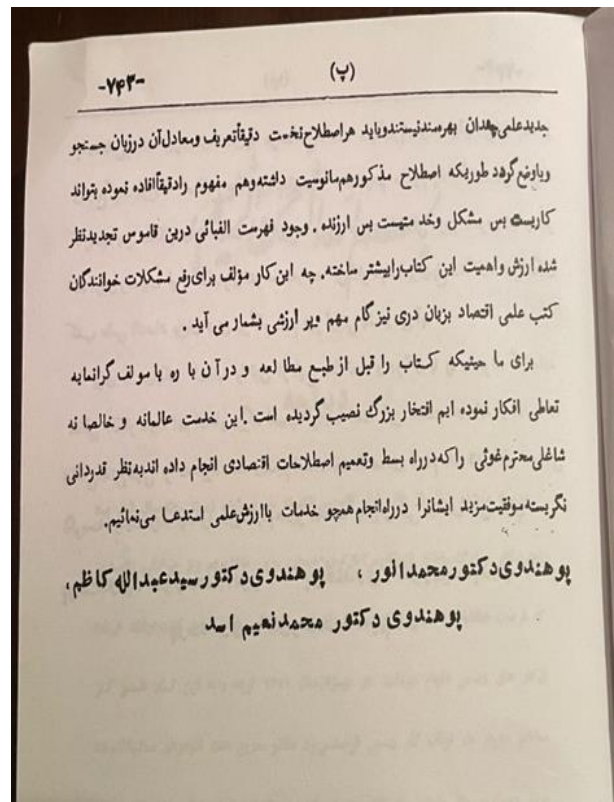 (پ)
-۷۴۳-
جدید علمی چندان بهره‌مند نیستند و باید هر اصطلاح نخست دقیقاً تعریف و معادل آن در زبان جستجو
و یا وضع گردد طوریکه اصطلاح مذکور هم مانوسیت داشته و هم مفهوم را دقیقاً افاده نموده بتواند
کاریست بس مشکل و خدمتیست بس ارزنده . وجود فهرست الفبائی درین قاموس تجدیدنظر
شده ارزش و اهمیت این کتاب را بیشتر ساخته. چه این کار مؤلف برای رفع مشکلات خوانندگان
کتب علمی اقتصاد بزبان دری نیز گام مهم و پر ارزشی بشمار می آید .
برای ما حینیکه کتاب را قبل از طبع مطالعه و در آن باره با مولف گرانمایه
تعاطی افکار نموده ایم افتخار بزرگ نصیب گردیده است .این خدمت عالمانه و خالصانه
شاغلی محترم غوثی را که در راه بسط و تعمیم اصطلاحات اقتصادی انجام داده اند به نظر قدردانی
نگریسته موفقیت مزید ایشانرا در راه انجام همچو خدمات با ارزش علمی استدعا می نمائیم.
پوهندوی دکتور محمد انور ، پوهندوی دکتور سید عبدالله کاظم ،
پوهندوی دکتور محمد نعیم اسد